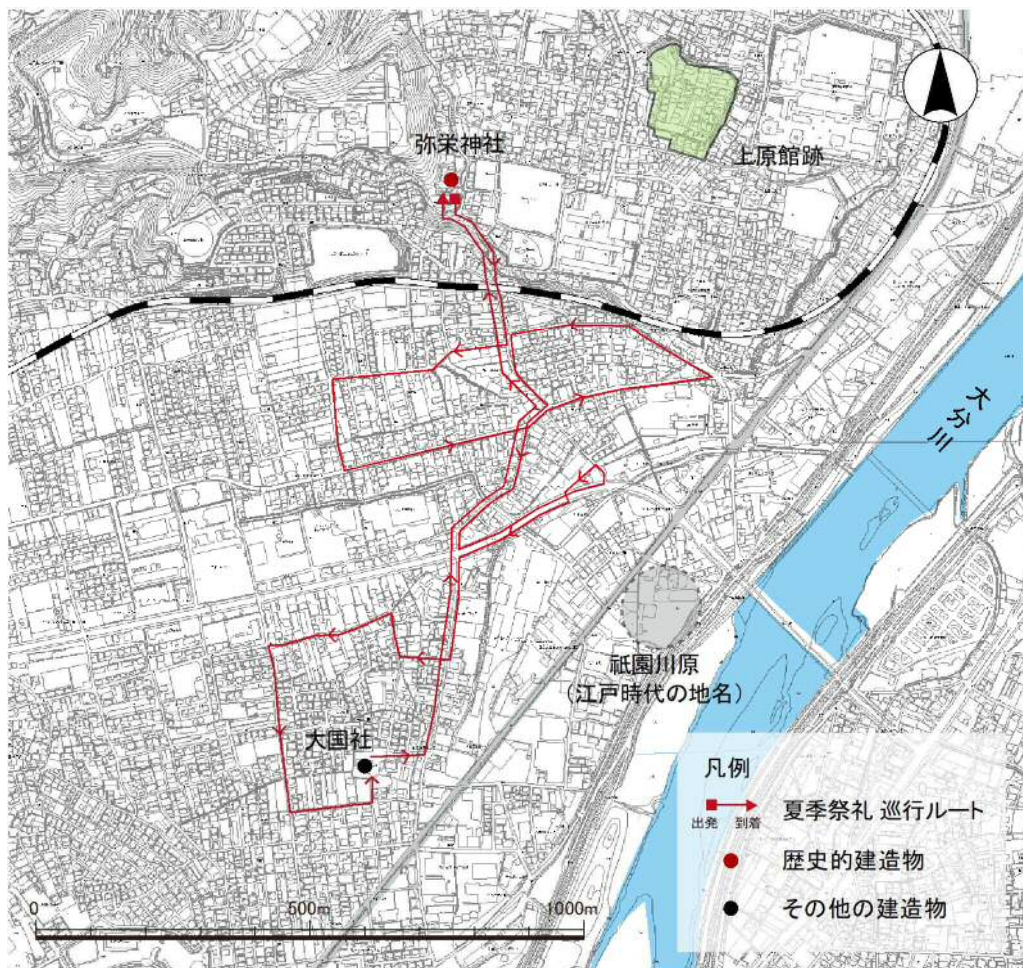 弥栄神社
上原館跡
大分川
祇園川原
（江戸時代の地名）
大国社
凡例
出発 到着
夏季祭礼 巡行ルート
歴史的建造物
その他の建造物
0 500m 1000m